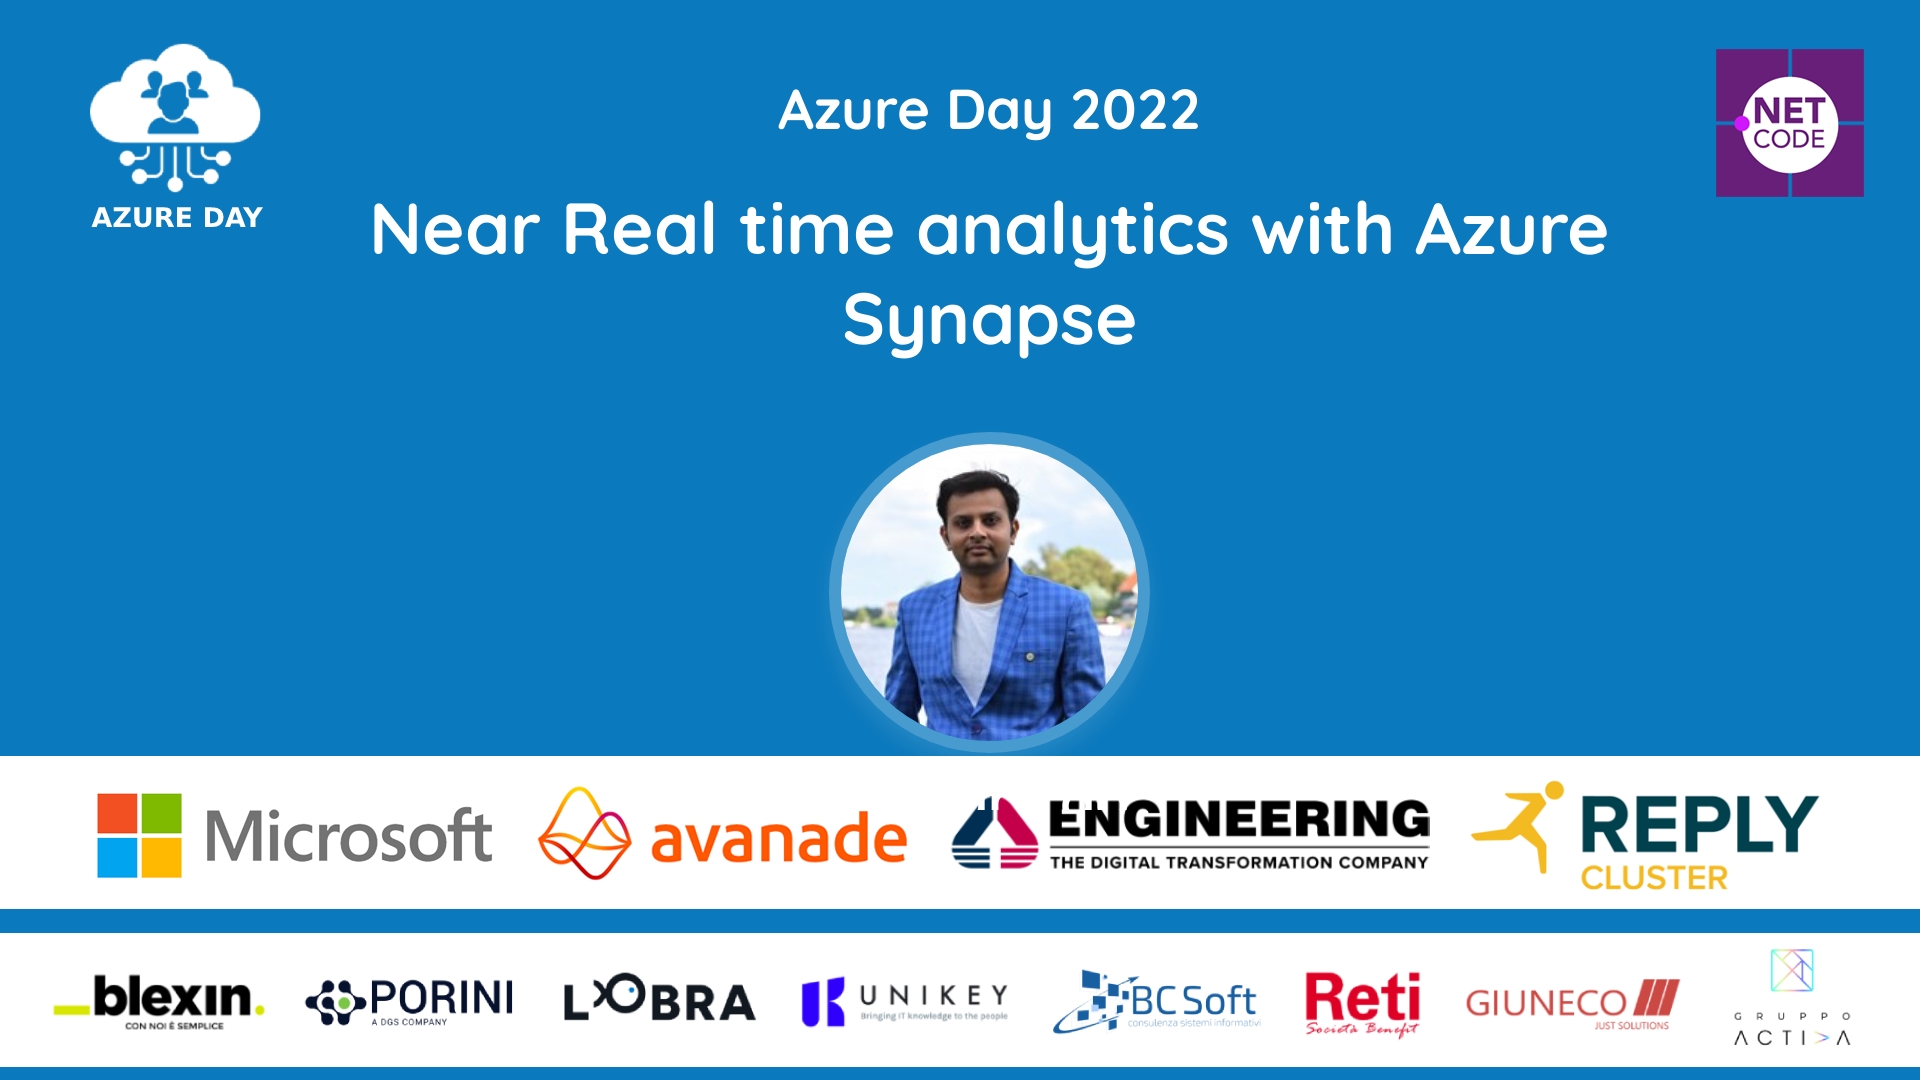 AZURE DAY
Azure Day 2022
NET
CODE
Near Real time analytics with Azure
Synapse
Microsoft
avanade
ENGINEERING
THE DIGITAL TRANSFORMATION COMPANY
REPLY
CLUSTER
blexin.
CON NOI È SEMPLICE
PORINI
A DGS COMPANY
LOBRA
UNIKEY
Bringing IT knowledge to the people
BC Soft
consulenza sistemi informativi
Reti
Società Benefit
GIUNECO
JUST SOLUTIONS
GRUPPO
ACTIVA